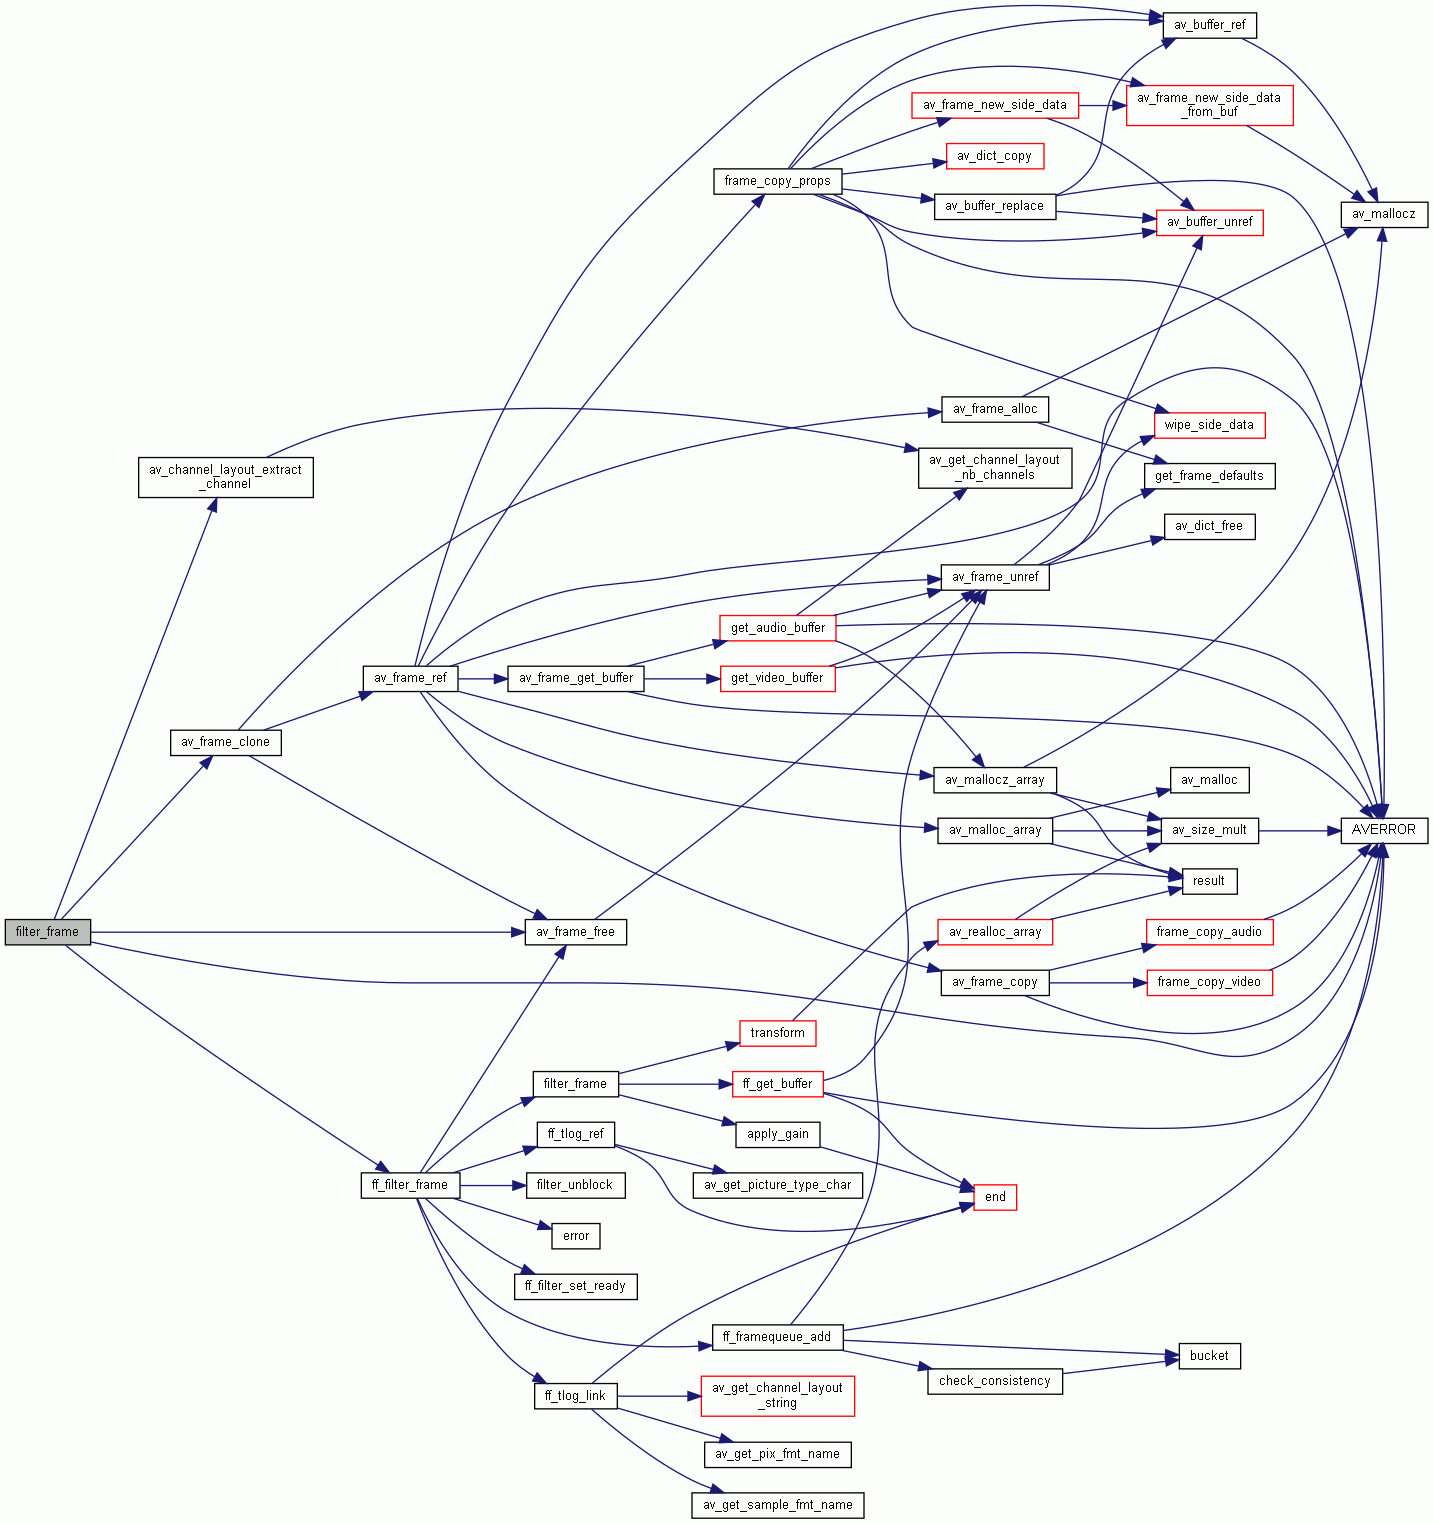 av_buffer_ref
av_frame_new_side_data
av_frame_new_side_data
_from_buf
av_dict_copy
frame_copy_props
av_buffer_replace
av_buffer_unref
av_mallocz
av_frame_alloc
wipe_side_data
av_channel_layout_extract
_channel
av_get_channel_layout
_nb_channels
get_frame_defaults
av_dict_free
av_frame_unref
get_audio_buffer
av_frame_ref
av_frame_get_buffer
get_video_buffer
av_frame_clone
av_mallocz_array
av_malloc
av_malloc_array
av_size_mult
AVERROR
result
filter_frame
av_frame_free
av_realloc_array
frame_copy_audio
av_frame_copy
frame_copy_video
transform
filter_frame
ff_get_buffer
ff_tlog_ref
apply_gain
ff_filter_frame
filter_unblock
av_get_picture_type_char
end
error
ff_filter_set_ready
ff_framequeue_add
bucket
check_consistency
ff_tlog_link
av_get_channel_layout
_string
av_get_pix_fmt_name
av_get_sample_fmt_name